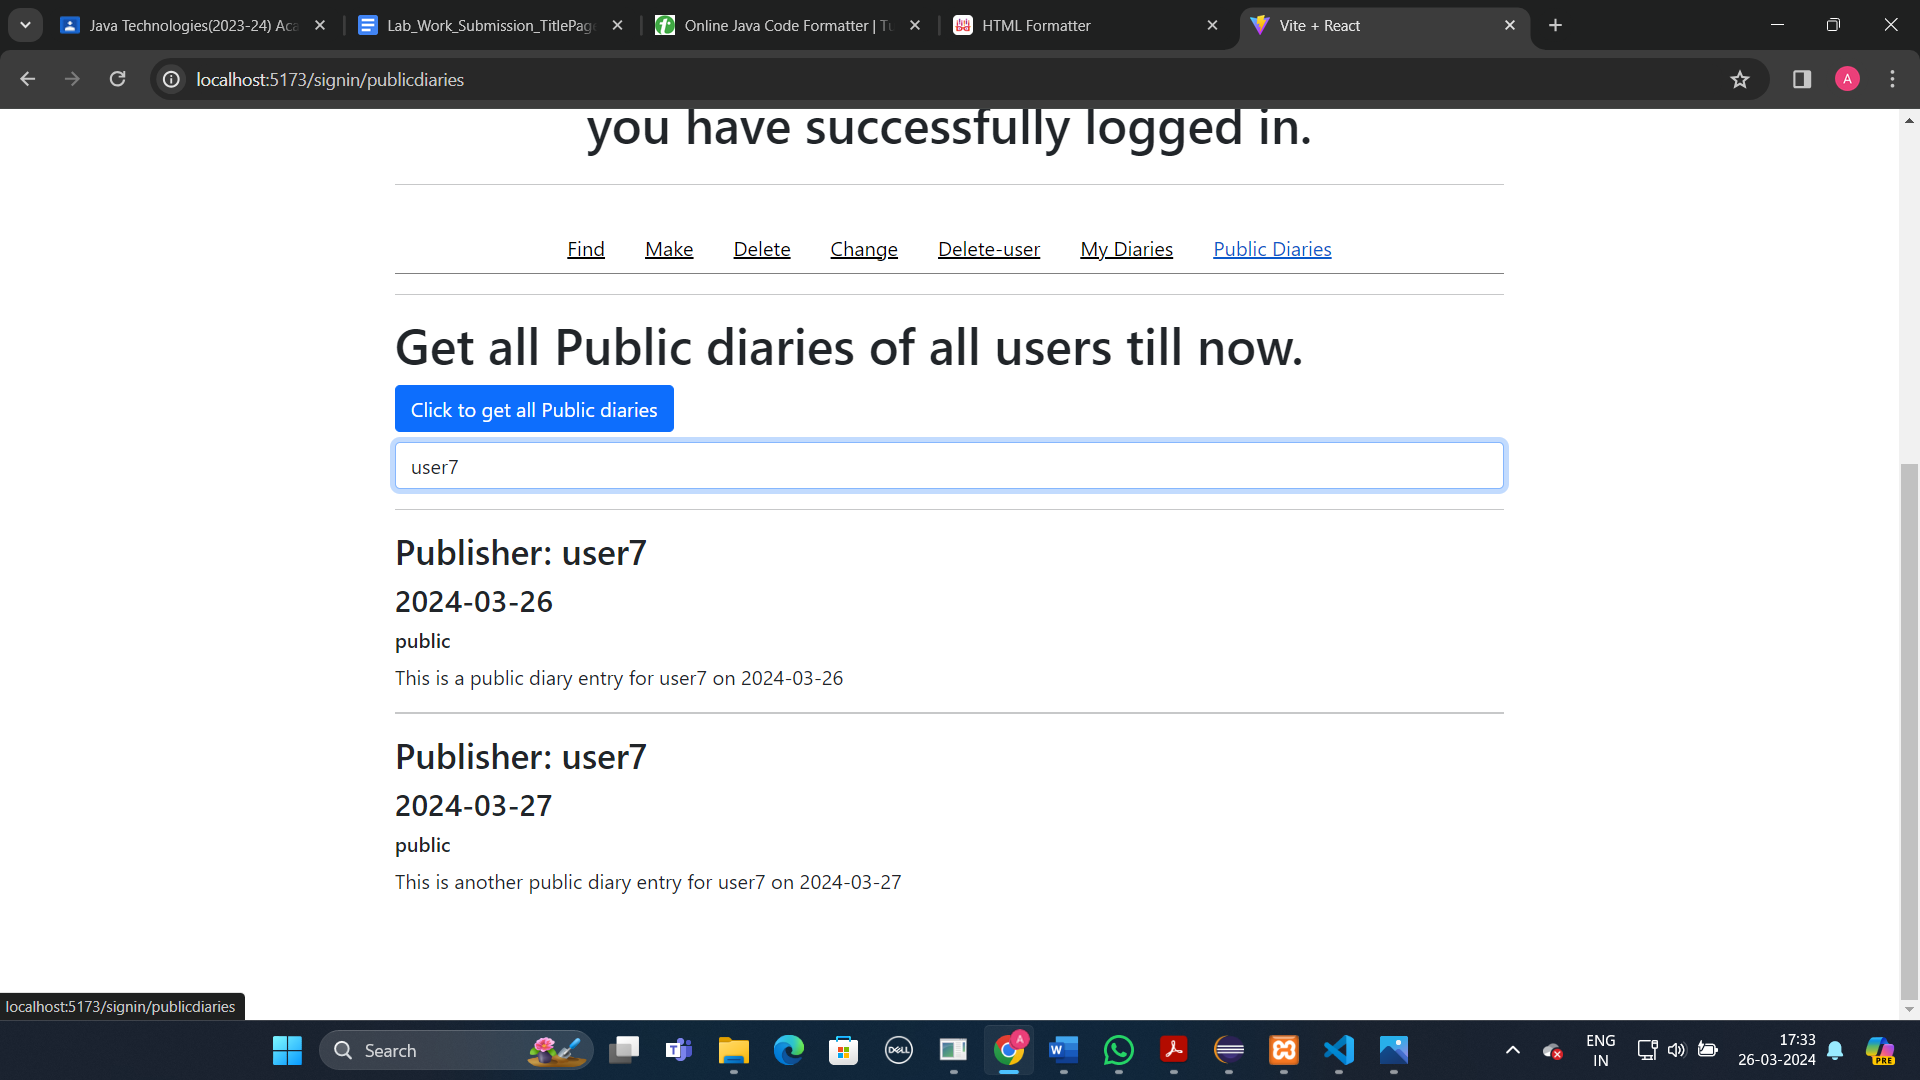 Java Technologies(2023-24) Aca
Lab_Work_Submission_TitlePage
Online Java Code Formatter | Tu
HTML Formatter
Vite + React
localhost:5173/signin/publicdiaries
A
you have successfully logged in.
Find Make Delete Change Delete-user My Diaries Public Diaries
Get all Public diaries of all users till now.
Click to get all Public diaries
user7
Publisher: user7
2024-03-26
public
This is a public diary entry for user7 on 2024-03-26
Publisher: user7
2024-03-27
public
This is another public diary entry for user7 on 2024-03-27
localhost:5173/signin/publicdiaries
Search
DELL
A
ENG
IN
17:33
26-03-2024
PRE